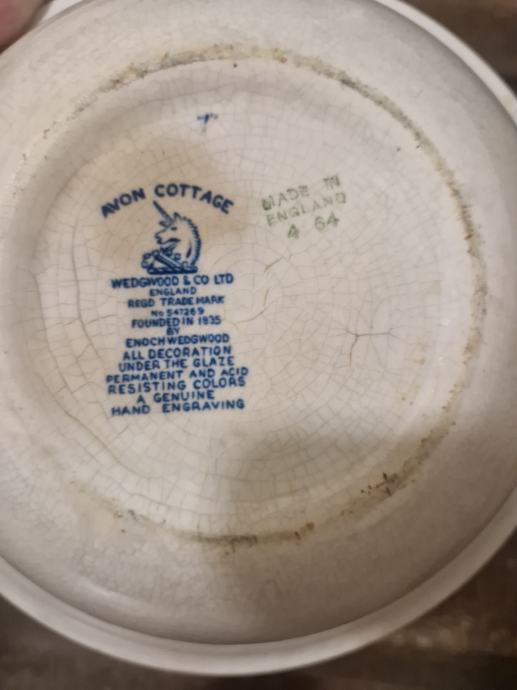 AVON COTTAGE
WEDGWOOD & CO LTD
ENGLAND
REGD TRADE MARK
No 547289
FOUNDED IN 1835
BY
ENOCH WEDGWOOD
ALL DECORATION
UNDER THE GLAZE
PERMANENT AND ACID
RESISTING COLORS
A GENUINE
HAND ENGRAVING
MADE IN
ENGLAND
4 64